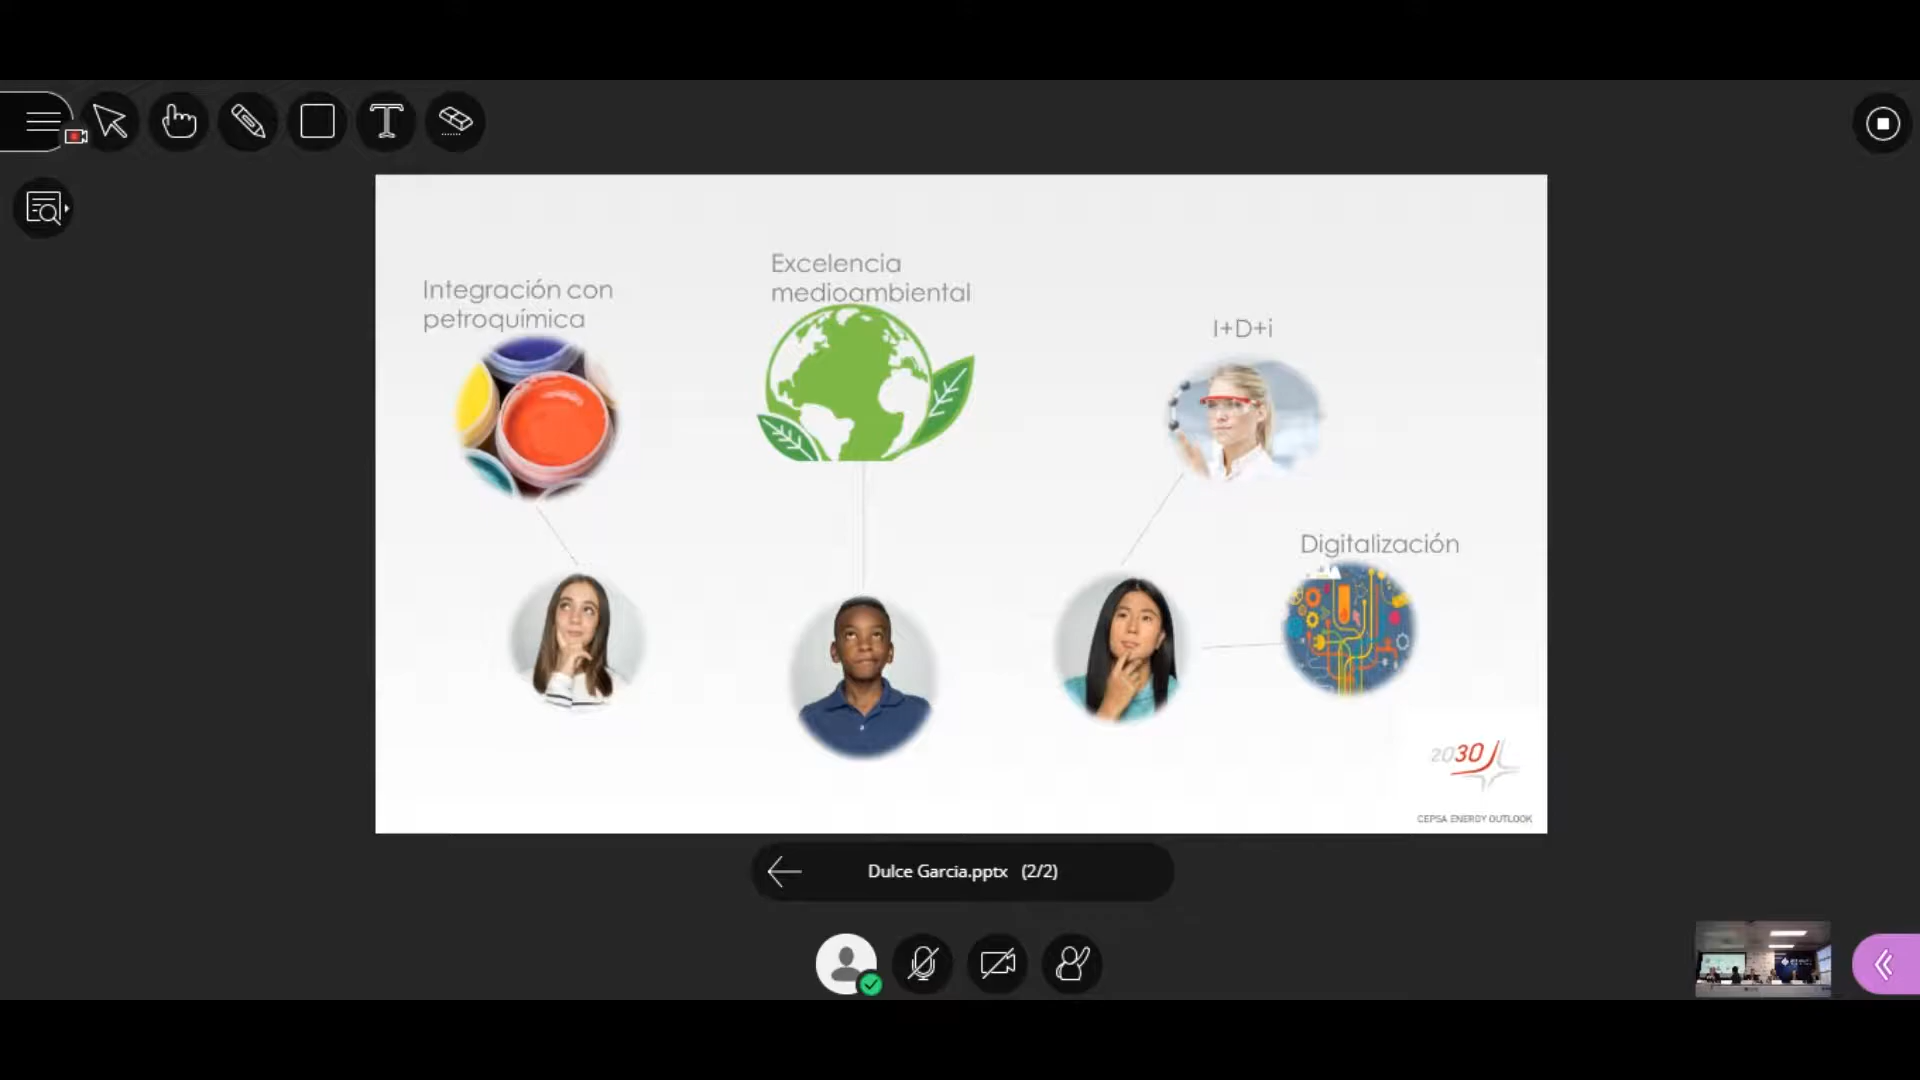 Excelencia
medioambiental
Integración con
petroquímica
I+D+i
Digitalización
2030
CEPSA ENERGY OUTLOOK
Dulce Garcia.pptx (2/2)